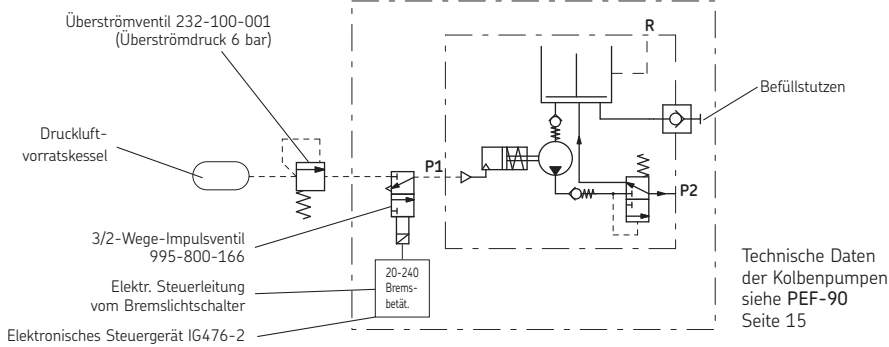 Überströmventil 232-100-001
(Überströmdruck 6 bar)
R
Befüllstutzen
Druckluft-
vorratskessel
P1
P2
3/2-Wege-Impulsventil
995-800-166
Elektr. Steuerleitung
vom Bremslichtschalter
20-240
Brems-
betät.
Elektronisches Steuergerät IG476-2
Technische Daten
der Kolbenpumpen
siehe PEF-90
Seite 15